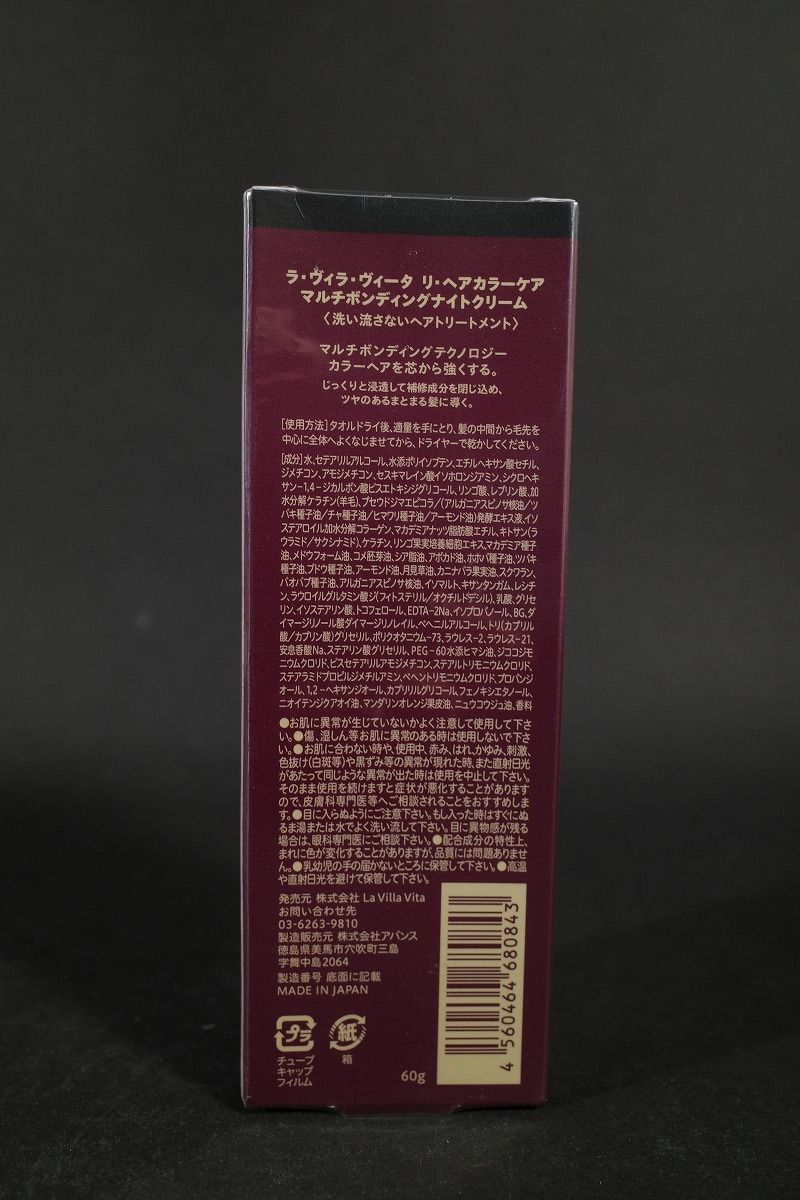 ラ・ヴィラ・ヴィータ リ・ヘアカラーケア
マルチボンディングナイトクリーム
〈洗い流さないヘアトリートメント〉
マルチボンディングテクノロジー
カラーヘアを芯から強くする。
じっくりと浸透して補修成分を閉じ込め、
ツヤのあるまとまる髪に導く。
[使用方法]タオルドライ後、適量を手にとり、髪の中間から毛先を
中心に全体へよくなじませてから、ドライヤーで乾かしてください。
[成分]水、セテアリルアルコール、水添ポリイソブテン、エチルヘキサン酸セチル、
ジメチコン、アモジメチコン、セスキマレイン酸イソホロンジアミン、シクロヘキ
サン-1,4-ジカルボン酸ビスエトキシジグリコール、リンゴ酸、レブリン酸、加
水分解ケラチン(羊毛)、プセウドジマエピコラ/(アルガニアスピノサ核油/ツ
バキ種子油/チャ種子油/ヒマワリ種子油/アーモンド油)発酵エキス液、イソ
ステアロイル加水分解コラーゲン、マカデミアナッツ脂肪酸エチル、キトサン(ラ
ウラミド/サクシナミド)、ケラチン、リンゴ果実培養細胞エキス、マカデミア種子
油、メドウフォーム油、コメ胚芽油、シア脂油、アボカド油、ホホバ種子油、ツバキ
種子油、ブドウ種子油、アーモンド油、月見草油、カニナバラ果実油、スクワラン、
バオバブ種子油、アルガニアスピノサ核油、イソマルト、キサンタンガム、レシチ
ン、ラウロイルグルタミン酸ジ(フィトステリル/オクチルドデシル)、乳酸、グリセ
リン、イソステアリン酸、トコフェロール、EDTA-2Na、イソプロパノール、BG、ダ
イマージリノール酸ダイマージリノレイル、ベヘニルアルコール、トリ(カプリル
酸/カプリン酸)グリセリル、ポリクオタニウム-73、ラウレス-2、ラウレス-21、
安息香酸Na、ステアリン酸グリセリル、PEG-60水添ヒマシ油、ジココジモ
ニウムクロリド、ビスセテアリルアモジメチコン、ステアルトリモニウムクロリド、
ステアラミドプロピルジメチルアミン、ベヘントリモニウムクロリド、プロパンジ
オール、1,2-ヘキサンジオール、カプリリルグリコール、フェノキシエタノール、
ニオイテンジクアオイ油、マンダリンオレンジ果皮油、ニュウコウジュ油、香料
●お肌に異常が生じていないかよく注意して使用して下さ
い。●傷、湿しん等お肌に異常のある時は使用しないで下さ
い。●お肌に合わない時や、使用中、赤み、はれ、かゆみ、刺激、
色抜け(白斑等)や黒ずみ等の異常が現れた時、また直射日光
があたって同じような異常が出た時は使用を中止して下さい。
そのまま使用を続けますと症状が悪化することがあります
ので、皮膚科専門医等へご相談されることをおすすめしま
す。●目に入らぬようにご注意下さい。もし入った時はすぐにぬ
るま湯または水でよく洗い流して下さい。目に異物感が残る
場合は、眼科専門医にご相談下さい。●配合成分の特性上、
まれに色が変化することがありますが、品質には問題ありませ
ん。●乳幼児の手の届かないところに保管して下さい。●高温
や直射日光を避けて保管して下さい。
発売元 株式会社 La Villa Vita
お問い合わせ先
03-6263-9810
製造販売元 株式会社アバンス
徳島県美馬市穴吹町三島
字舞中島2064
製造番号 底面に記載
MADE IN JAPAN
プラ
チューブ
キャップ
フィルム
紙
箱
60g
4 560464 680843